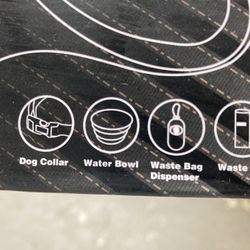 Dog Collar
Water Bowl
Waste Bag
Dispenser
Waste